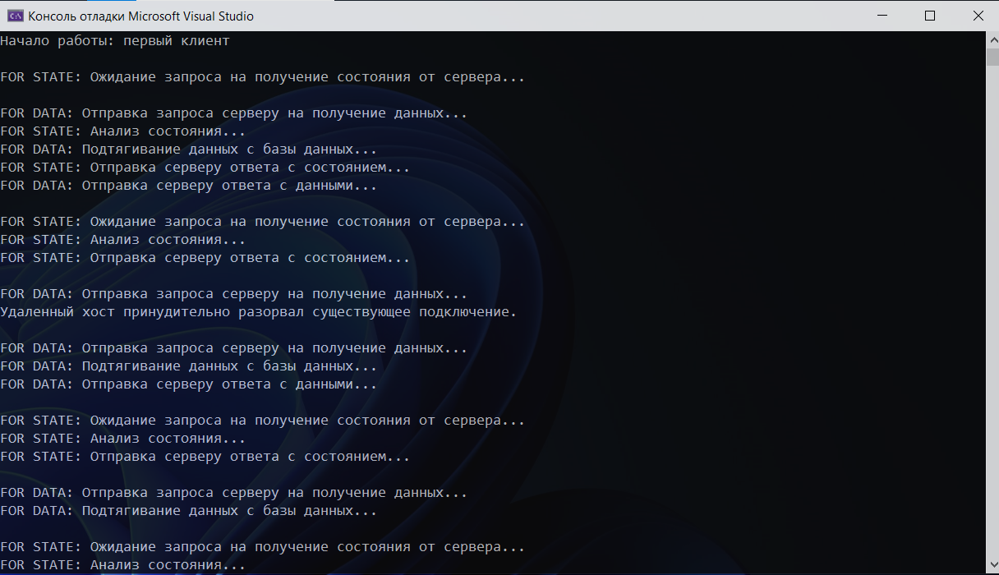 Консоль отладки Microsoft Visual Studio
Начало работы: первый клиент
FOR STATE: Ожидание запроса на получение состояния от сервера...
FOR DATA: Отправка запроса серверу на получение данных...
FOR STATE: Анализ состояния...
FOR DATA: Подтягивание данных с базы данных...
FOR STATE: Отправка серверу ответа с состоянием...
FOR DATA: Отправка серверу ответа с данными...
FOR STATE: Ожидание запроса на получение состояния от сервера...
FOR STATE: Анализ состояния...
FOR STATE: Отправка серверу ответа с состоянием...
FOR DATA: Отправка запроса серверу на получение данных...
Удаленный хост принудительно разорвал существующее подключение.
FOR DATA: Отправка запроса серверу на получение данных...
FOR DATA: Подтягивание данных с базы данных...
FOR DATA: Отправка серверу ответа с данными...
FOR STATE: Ожидание запроса на получение состояния от сервера...
FOR STATE: Анализ состояния...
FOR STATE: Отправка серверу ответа с состоянием...
FOR DATA: Отправка запроса серверу на получение данных...
FOR DATA: Подтягивание данных с базы данных...
FOR STATE: Ожидание запроса на получение состояния от сервера...
FOR STATE: Анализ состояния...